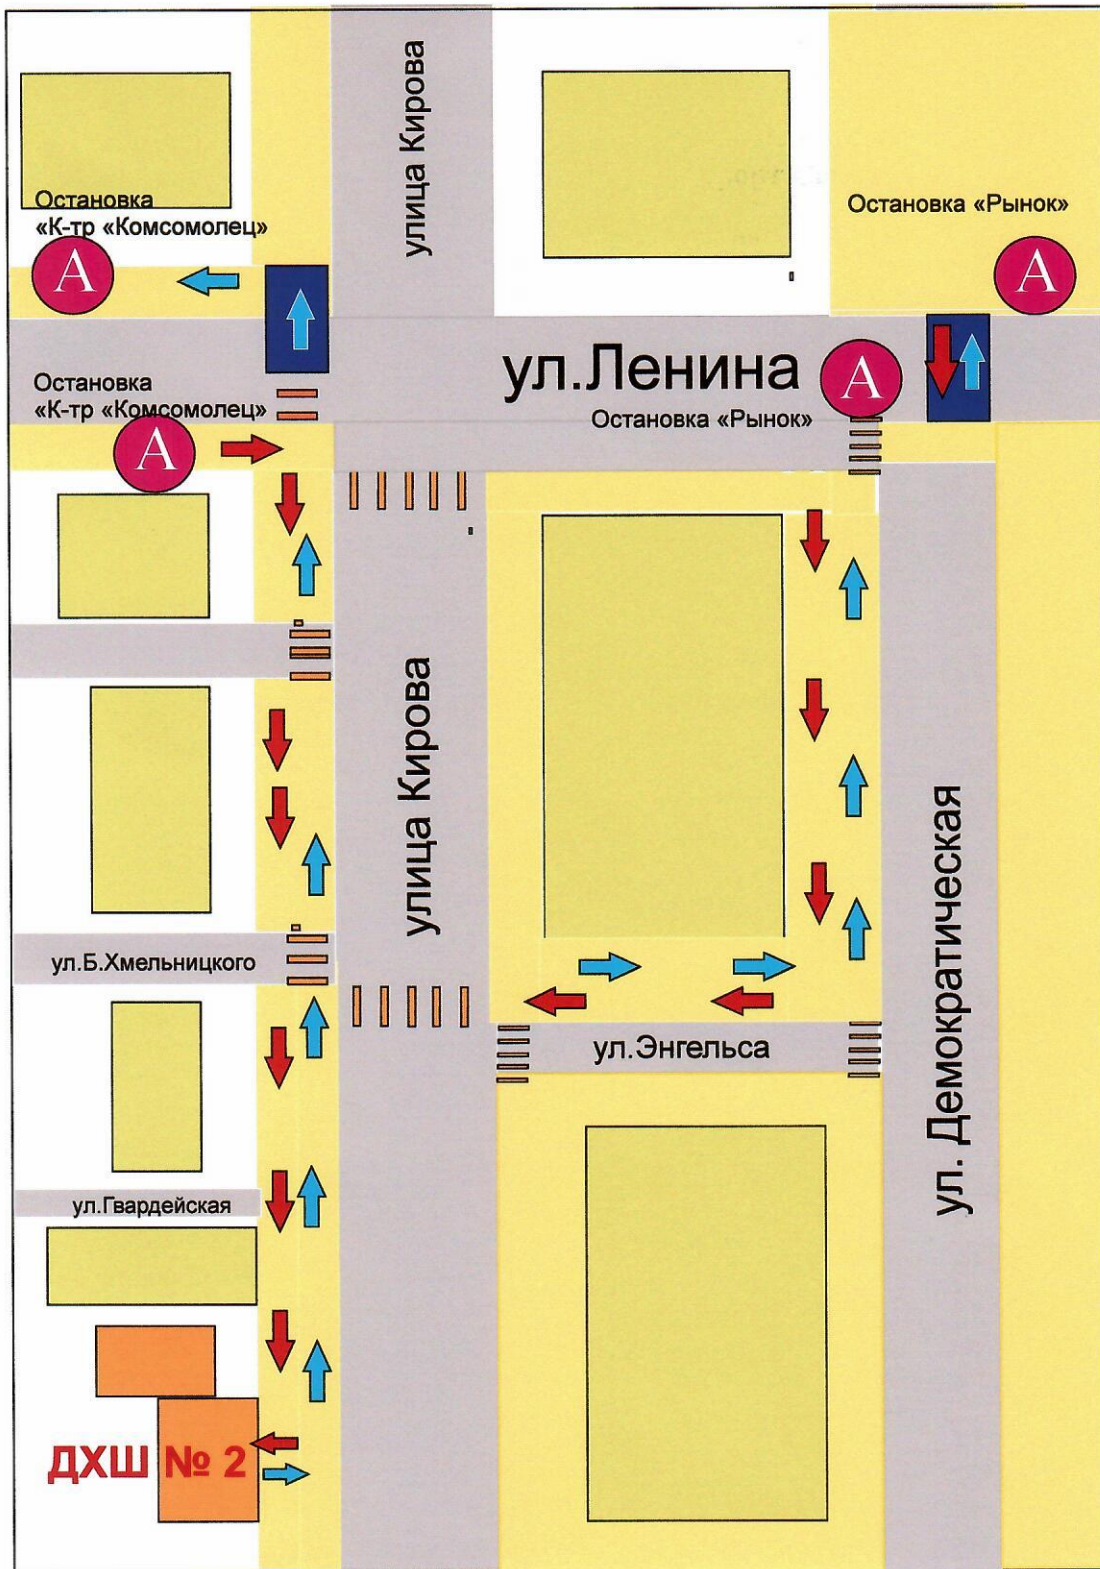 улица Кирова
Остановка
«К-тр «Комсомолец»
А
Остановка «Рынок»
А
ул.Ленина
А
Остановка
«К-тр «Комсомолец»
Остановка «Рынок»
А
улица Кирова
ул. Демократическая
ул.Б.Хмельницкого
ул.Энгельса
ул.Гвардейская
ДХШ № 2